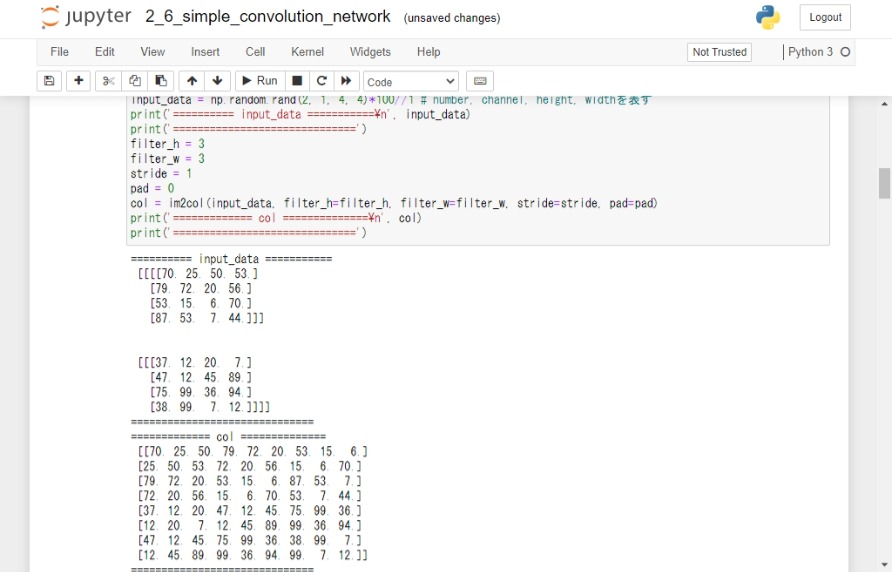 jupyter 2_6_simple_convolution_network (unsaved changes) Logout
File Edit View Insert Cell Kernel Widgets Help Not Trusted Python 3
Run Code
input_data = np.random.rand(2, 1, 4, 4)*100//1 # number, channel, height, widthを表す
print('========== input_data ===========¥n', input_data)
print('==============================')
filter_h = 3
filter_w = 3
stride = 1
pad = 0
col = im2col(input_data, filter_h=filter_h, filter_w=filter_w, stride=stride, pad=pad)
print('============= col ==============¥n', col)
print('==============================')
========== input_data ===========
[[[[70. 25. 50. 53.]
[79. 72. 20. 56.]
[53. 15. 6. 70.]
[87. 53. 7. 44.]]]
[[[37. 12. 20. 7.]
[47. 12. 45. 89.]
[75. 99. 36. 94.]
[38. 99. 7. 12.]]]]
==============================
============= col ==============
[[70. 25. 50. 79. 72. 20. 53. 15. 6.]
[25. 50. 53. 72. 20. 56. 15. 6. 70.]
[79. 72. 20. 53. 15. 6. 87. 53. 7.]
[72. 20. 56. 15. 6. 70. 53. 7. 44.]
[37. 12. 20. 47. 12. 45. 75. 99. 36.]
[12. 20. 7. 12. 45. 89. 99. 36. 94.]
[47. 12. 45. 75. 99. 36. 38. 99. 7.]
[12. 45. 89. 99. 36. 94. 99. 7. 12.]]
==============================